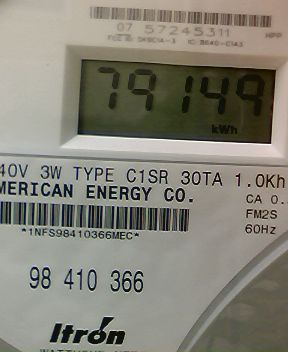 07 57245311
HPP
79149
kWh
40V 3W TYPE C1SR 30TA 1.0Kh
MERICAN ENERGY CO.
CA 0.
FM2S
60Hz
*1NFS98410366MEC*
98 410 366
Itron